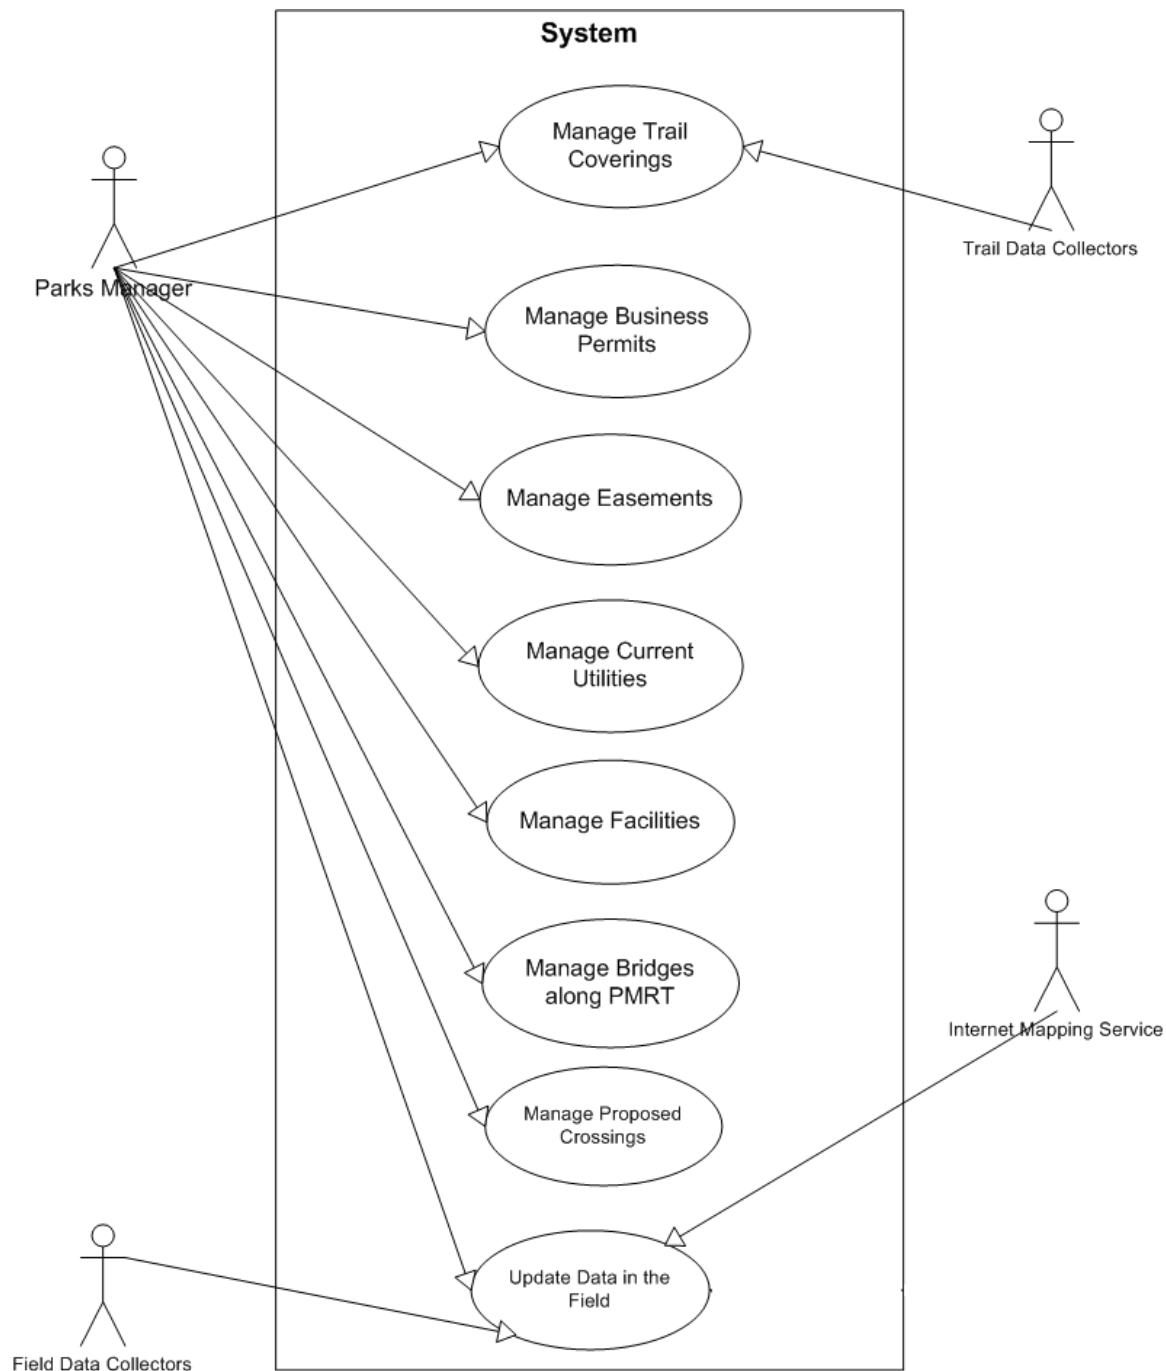 System
Manage Trail
Coverings
Trail Data Collectors
Parks Manager
Manage Business
Permits
Manage Easements
Manage Current
Utilities
Manage Facilities
Manage Bridges
along PMRT
Internet Mapping Service
Manage Proposed
Crossings
Update Data in the
Field
Field Data Collectors